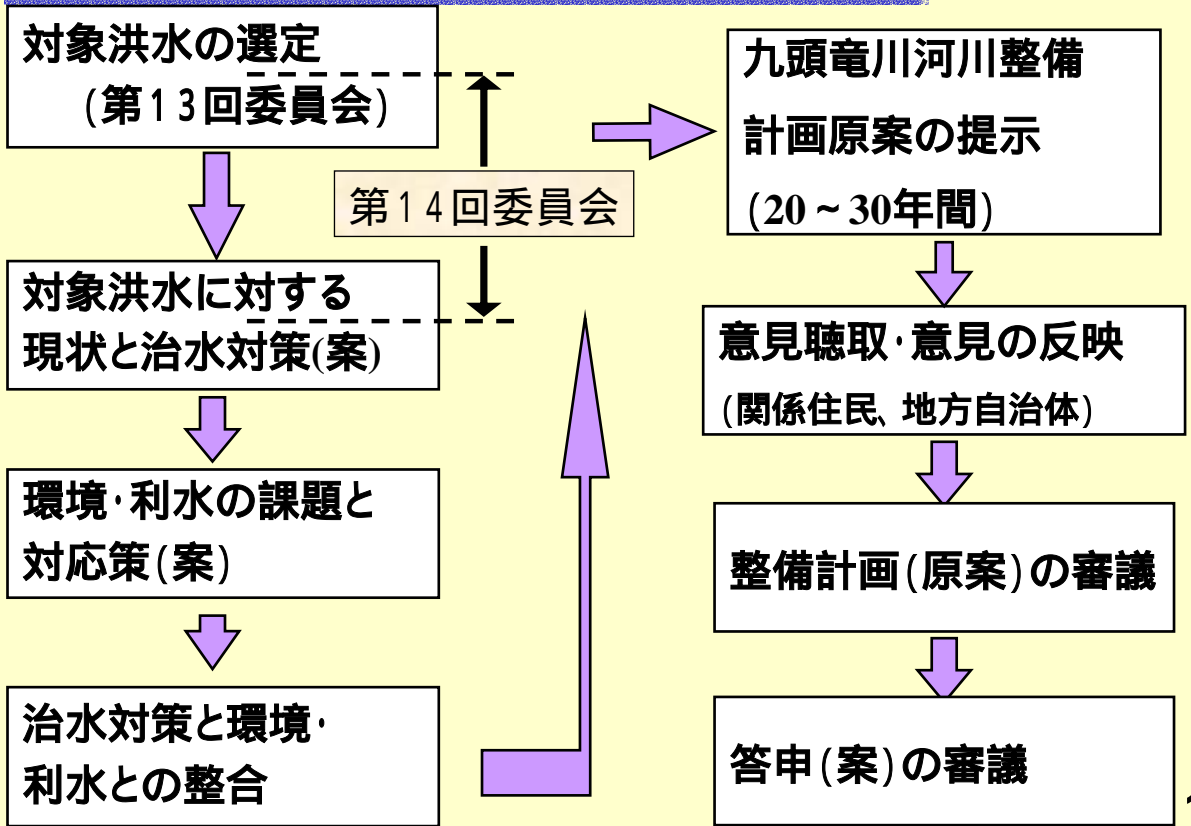 対象洪水の選定
(第13回委員会)
第14回委員会
対象洪水に対する
現状と治水対策(案)
環境・利水の課題と
対応策(案)
治水対策と環境・
利水との整合
九頭竜川河川整備
計画原案の提示
(20~30年間)
意見聴取・意見の反映
(関係住民、地方自治体)
整備計画(原案)の審議
答申(案)の審議